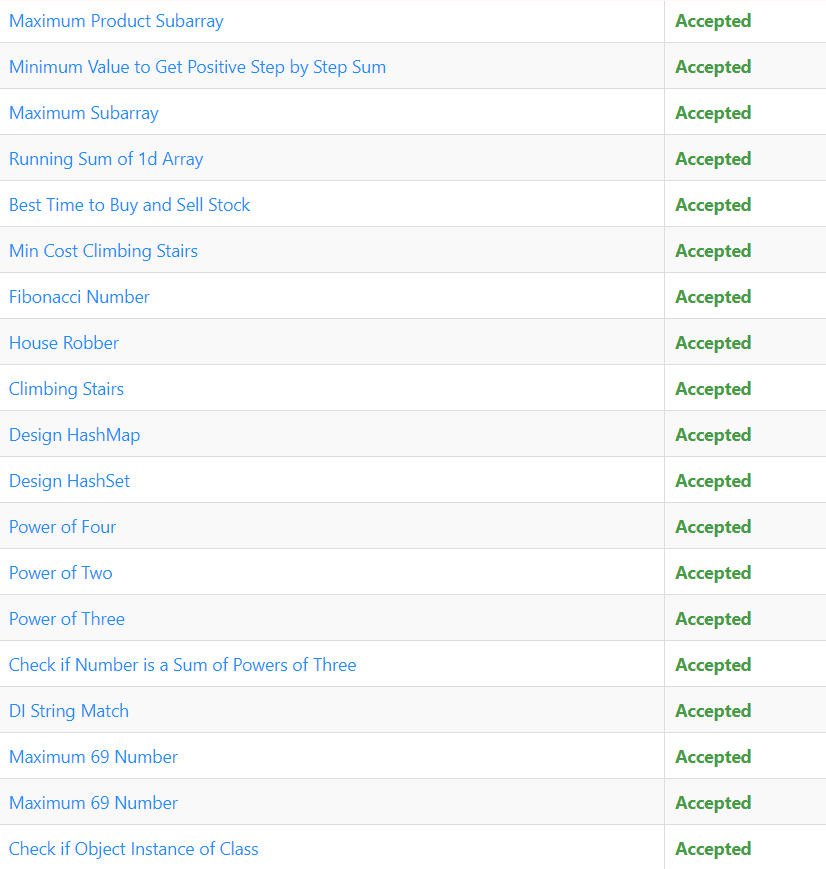 Maximum Product Subarray Accepted
Minimum Value to Get Positive Step by Step Sum Accepted
Maximum Subarray Accepted
Running Sum of 1d Array Accepted
Best Time to Buy and Sell Stock Accepted
Min Cost Climbing Stairs Accepted
Fibonacci Number Accepted
House Robber Accepted
Climbing Stairs Accepted
Design HashMap Accepted
Design HashSet Accepted
Power of Four Accepted
Power of Two Accepted
Power of Three Accepted
Check if Number is a Sum of Powers of Three Accepted
DI String Match Accepted
Maximum 69 Number Accepted
Maximum 69 Number Accepted
Check if Object Instance of Class Accepted